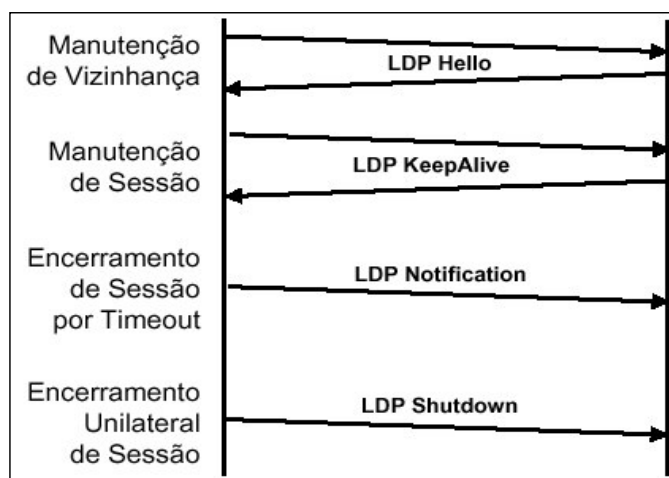 Manutenção
de Vizinhança
LDP Hello
Manutenção
de Sessão
LDP KeepAlive
Encerramento
de Sessão
por Timeout
LDP Notification
Encerramento
Unilateral
de Sessão
LDP Shutdown